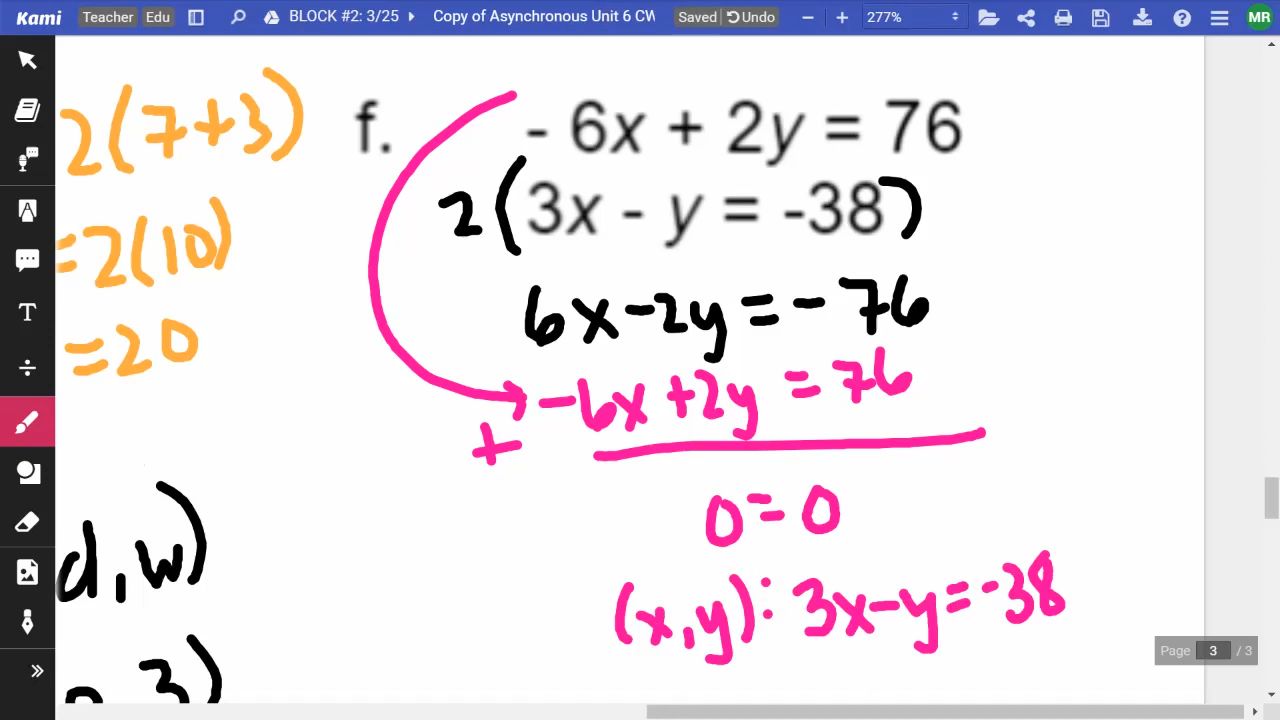 Kami Teacher Edu BLOCK #2: 3/25 Copy of Asynchronous Unit 6 CW Saved Undo 277% MR
2(7+3)
=2(10)
=20
d,w)
, 3)
f. - 6x + 2y = 76
2(3x - y = -38)
6x-2y=-76
-6x+2y=76
+
0=0
(x,y): 3x-y=-38
Page 3 / 3